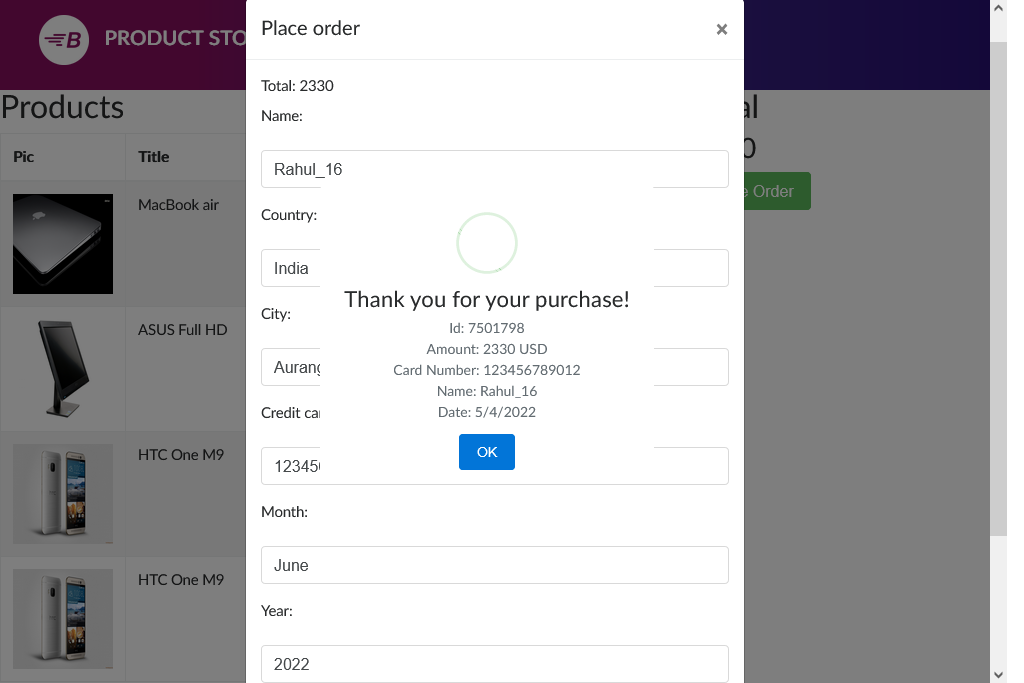 B PRODUCT STO
Place order
×
Total: 2330
Name:
Rahul_16
Country:
India
City:
Aurang
Credit car
123456
Month:
June
Year:
2022
Thank you for your purchase!
Id: 7501798
Amount: 2330 USD
Card Number: 123456789012
Name: Rahul_16
Date: 5/4/2022
OK
Products
Pic Title
MacBook air
ASUS Full HD
HTC One M9
HTC One M9
al
0
e Order